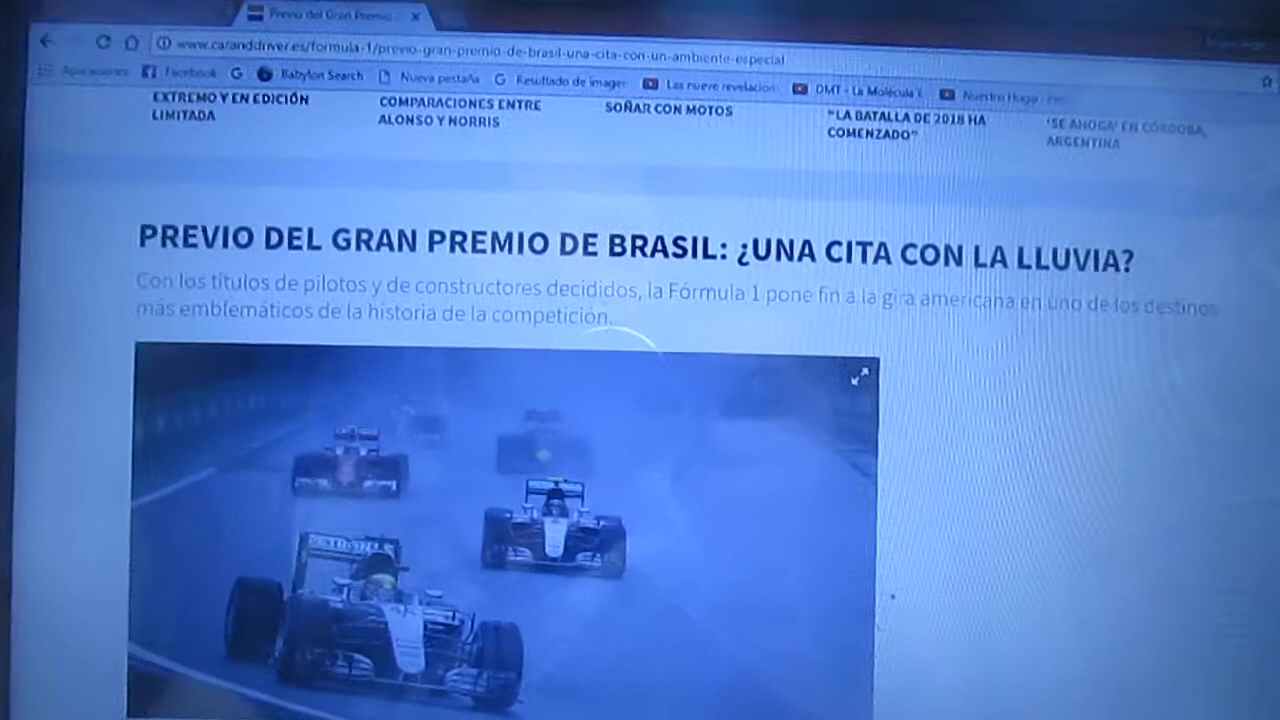 Previo del Gran Premio
www.caranddriver.es/formula-1/previo-gran-premio-de-brasil-una-cita-con-un-ambiente-especial
Aplicaciones Facebook Babylon Search Nueva pestaña Resultado de imagen Las nueve revelacion DMT - La Molécula Nuestro Hogar
EXTREMO Y EN EDICIÓN
LIMITADA
COMPARACIONES ENTRE
ALONSO Y NORRIS
SOÑAR CON MOTOS
"LA BATALLA DE 2018 HA
COMENZADO"
'SE AHOGA' EN CÓRDOBA,
ARGENTINA
PREVIO DEL GRAN PREMIO DE BRASIL: ¿UNA CITA CON LA LLUVIA?
Con los títulos de pilotos y de constructores decididos, la Fórmula 1 pone fin a la gira americana en uno de los destinos
más emblemáticos de la historia de la competición.
PETRONAS